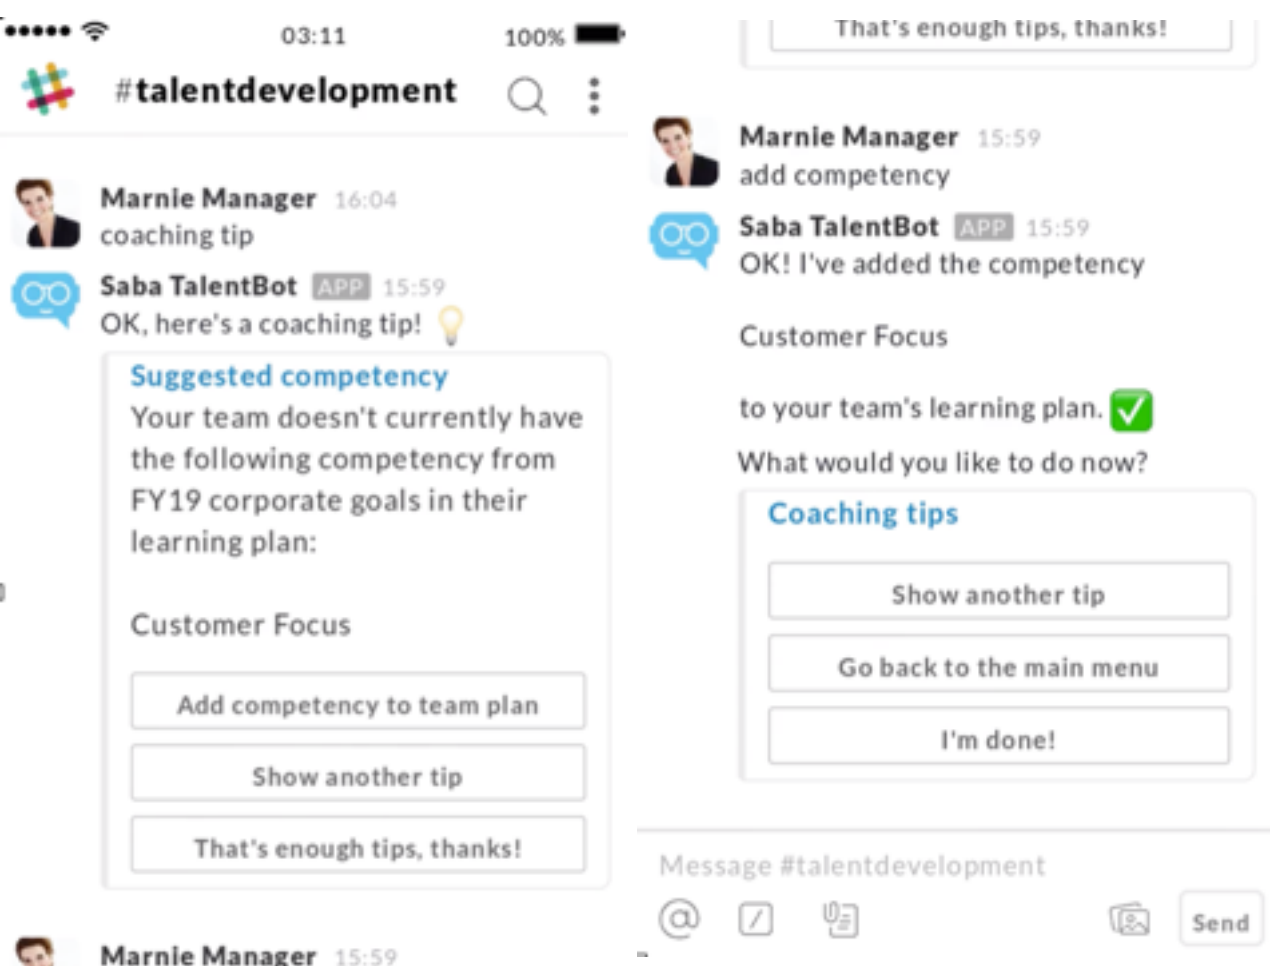 03:11
100%
#talentdevelopment
Marnie Manager 16:04
coaching tip
Saba TalentBot APP 15:59
OK, here's a coaching tip!
Suggested competency
Your team doesn't currently have
the following competency from
FY19 corporate goals in their
learning plan:
Customer Focus
Add competency to team plan
Show another tip
That's enough tips, thanks!
Marnie Manager 15:59
That's enough tips, thanks!
Marnie Manager 15:59
add competency
Saba TalentBot APP 15:59
OK! I've added the competency
Customer Focus
to your team's learning plan.
What would you like to do now?
Coaching tips
Show another tip
Go back to the main menu
I'm done!
Message #talentdevelopment
@
Send